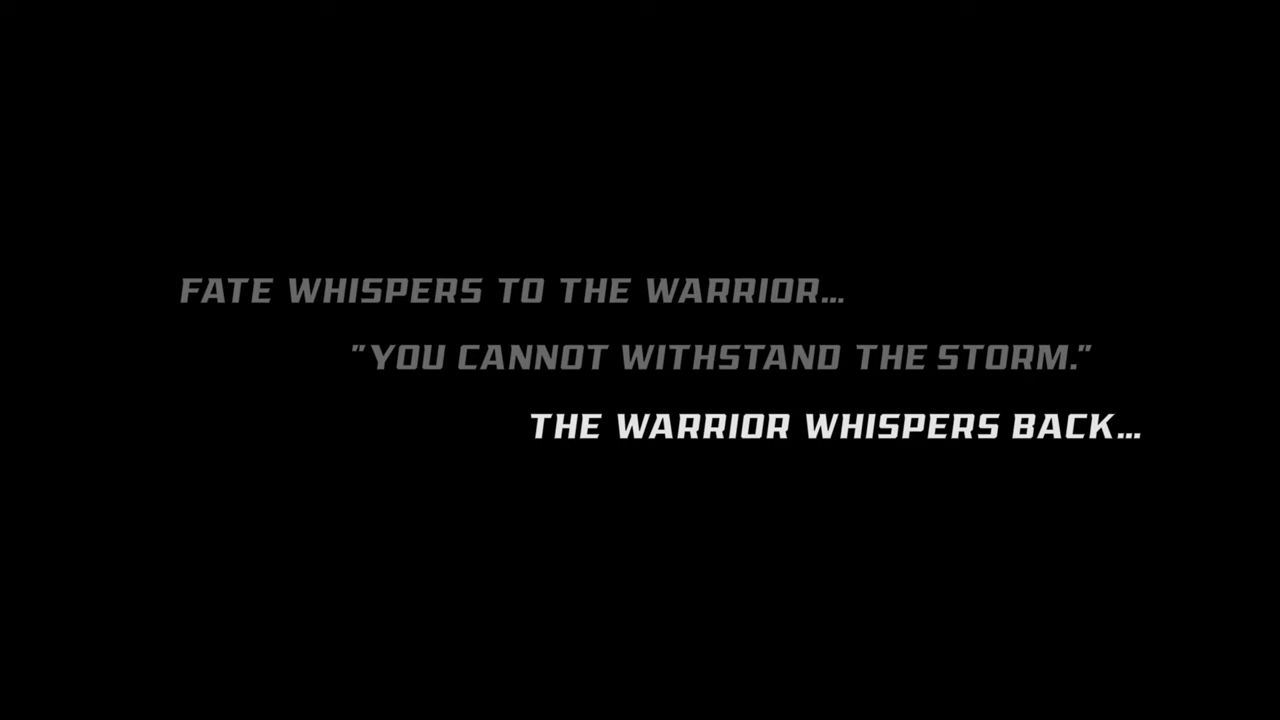 FATE WHISPERS TO THE WARRIOR...
"YOU CANNOT WITHSTAND THE STORM."
THE WARRIOR WHISPERS BACK...